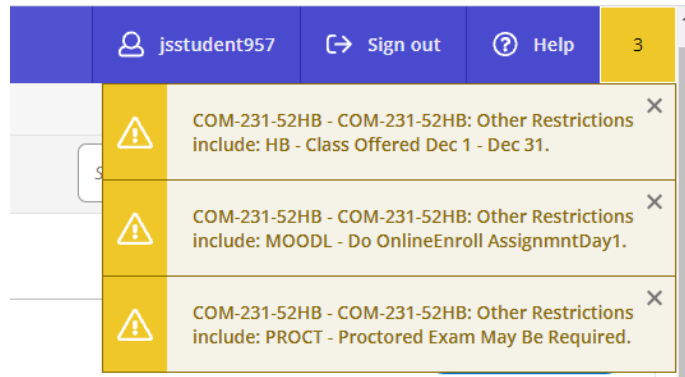 jsstudent957 Sign out Help 3
COM-231-52HB - COM-231-52HB: Other Restrictions
include: HB - Class Offered Dec 1 - Dec 31.
S
COM-231-52HB - COM-231-52HB: Other Restrictions
include: MOODL - Do OnlineEnroll AssignmntDay1.
COM-231-52HB - COM-231-52HB: Other Restrictions
include: PROCT - Proctored Exam May Be Required.